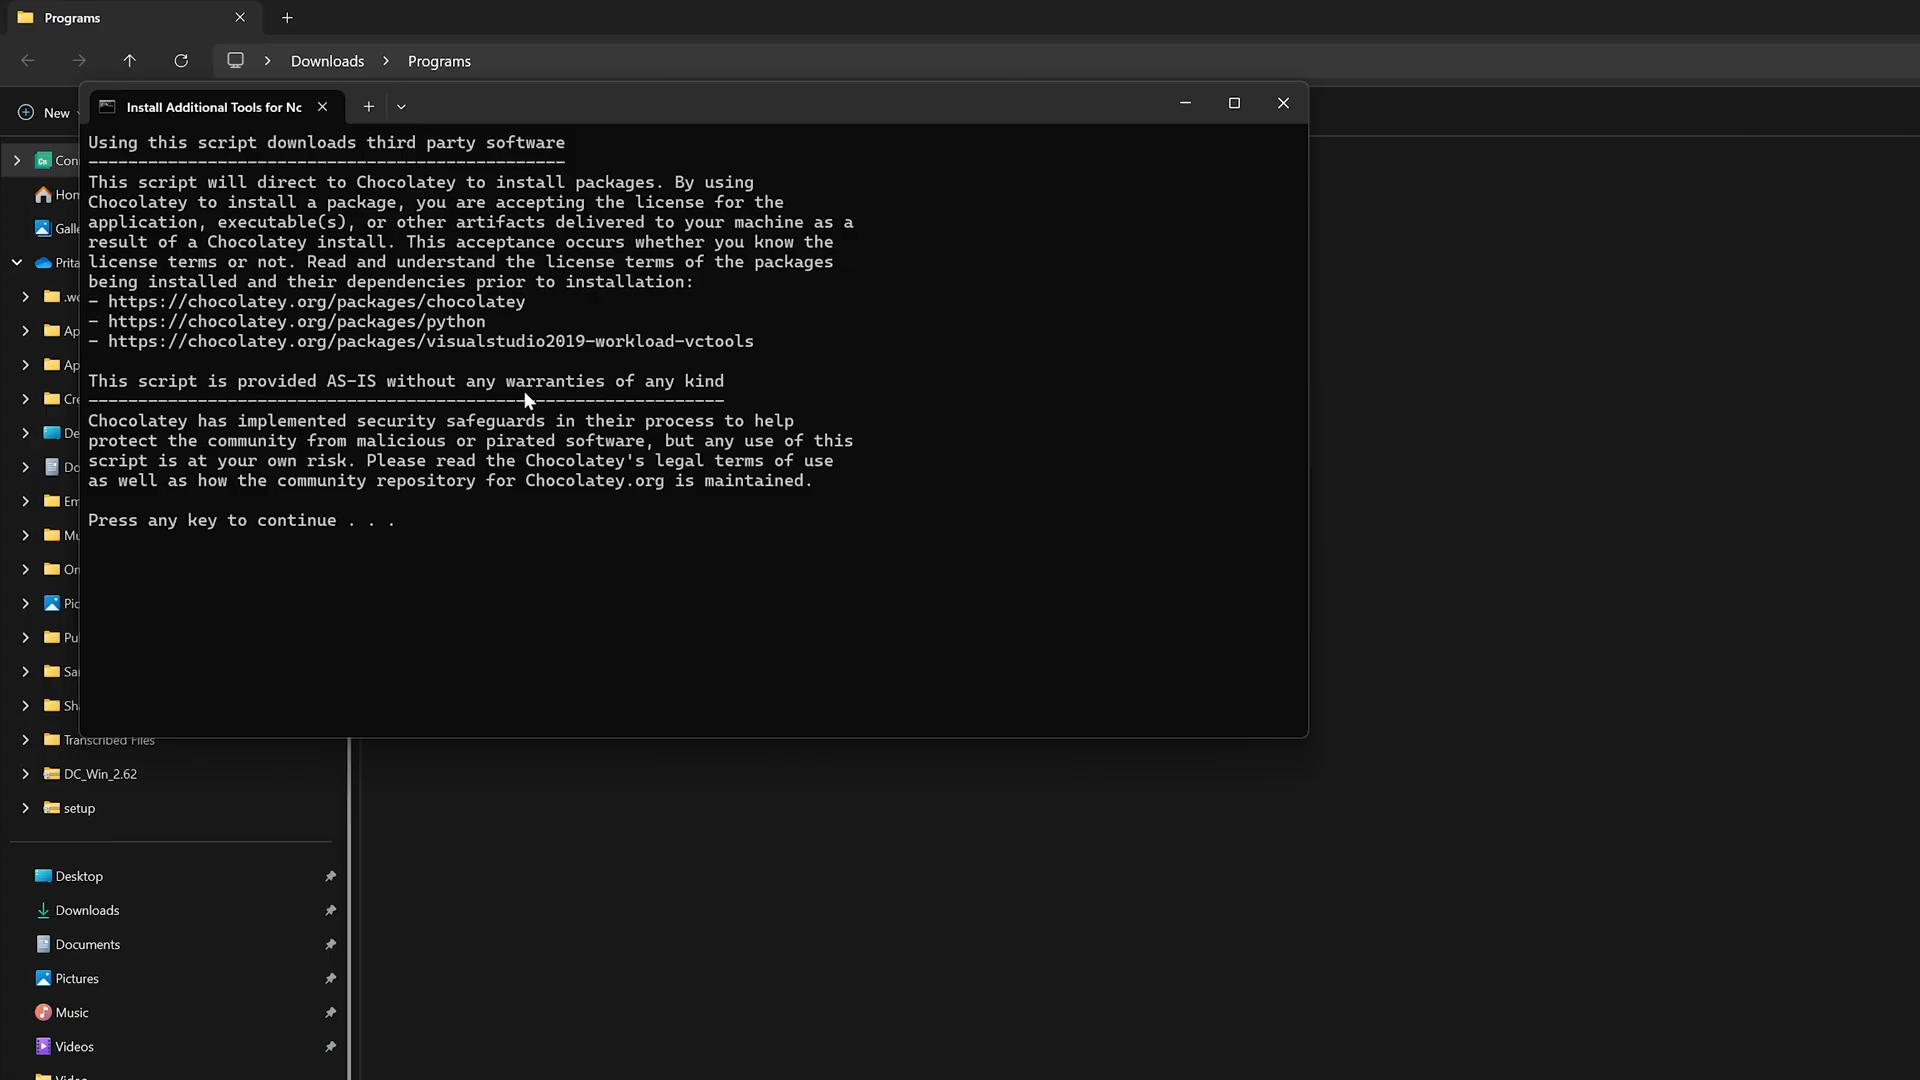 Programs
Downloads
Programs
New
Install Additional Tools for Nc
Using this script downloads third party software
------------------------------------------------
This script will direct to Chocolatey to install packages. By using
Chocolatey to install a package, you are accepting the license for the
application, executable(s), or other artifacts delivered to your machine as a
result of a Chocolatey install. This acceptance occurs whether you know the
license terms or not. Read and understand the license terms of the packages
being installed and their dependencies prior to installation:
- https://chocolatey.org/packages/chocolatey
- https://chocolatey.org/packages/python
- https://chocolatey.org/packages/visualstudio2019-workload-vctools
This script is provided AS-IS without any warranties of any kind
----------------------------------------------------------------
Chocolatey has implemented security safeguards in their process to help
protect the community from malicious or pirated software, but any use of this
script is at your own risk. Please read the Chocolatey's legal terms of use
as well as how the community repository for Chocolatey.org is maintained.
Press any key to continue . . .
Transcribed Files
DC_Win_2.62
setup
Desktop
Downloads
Documents
Pictures
Music
Videos